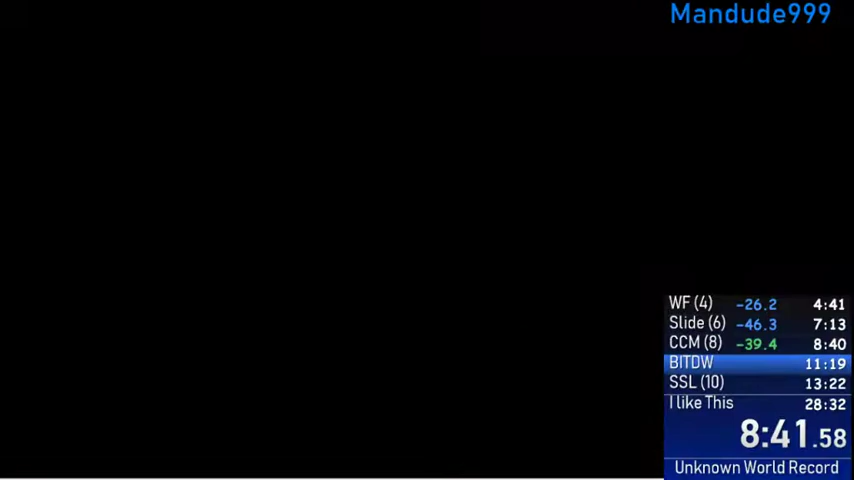 Mandude999
WF (4) -26.2 4:41
Slide (6) -46.3 7:13
CCM (8) -39.4 8:40
BITDW 11:19
SSL (10) 13:22
I like This 28:32
8:41.58
Unknown World Record